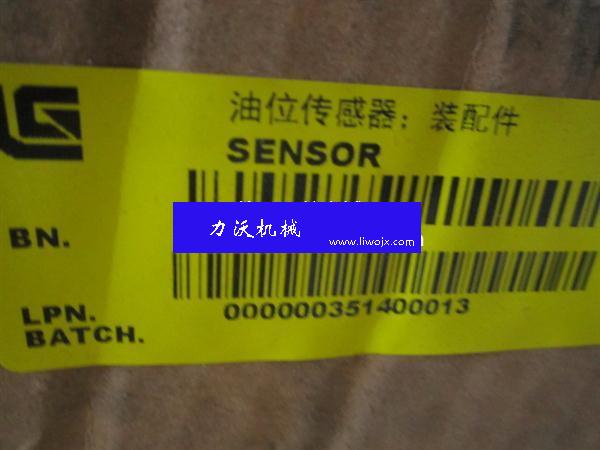 油位传感器；装配件
SENSOR
BN.
力沃机械
www.liwojx.com
LPN.
000000351400013
BATCH.